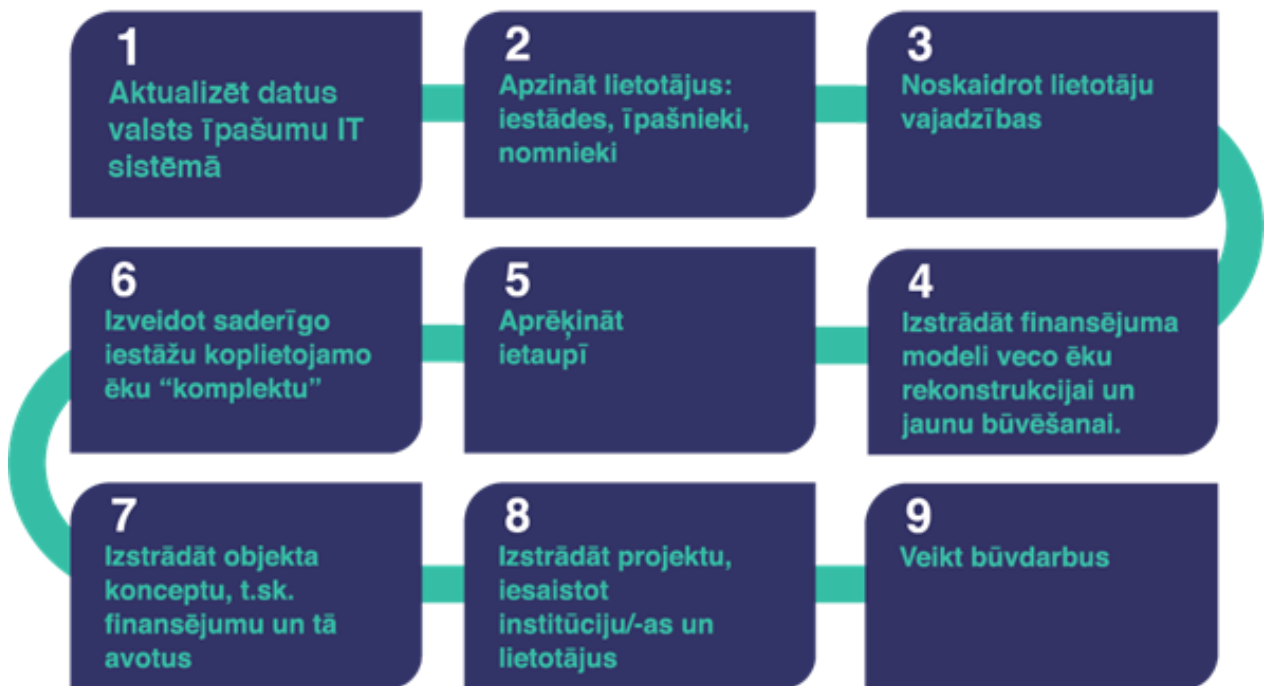 1
Aktualizēt datus
valsts īpašumu IT
sistēmā
2
Apzināt lietotājus:
iestādes, īpašnieki,
nomnieki
3
Noskaidrot lietotāju
vajadzības
4
Izstrādāt finansējuma
modeli veco ēku
rekonstrukcijai un
jaunu būvēšanai.
5
Aprēķināt
ietaupī
6
Izveidot saderīgo
iestāžu koplietojamo
ēku “komplektu”
7
Izstrādāt objekta
konceptu, t.sk.
finansējumu un tā
avotus
8
Izstrādāt projektu,
iesaistot
institūciju/-as un
lietotājus
9
Veikt būvdarbus